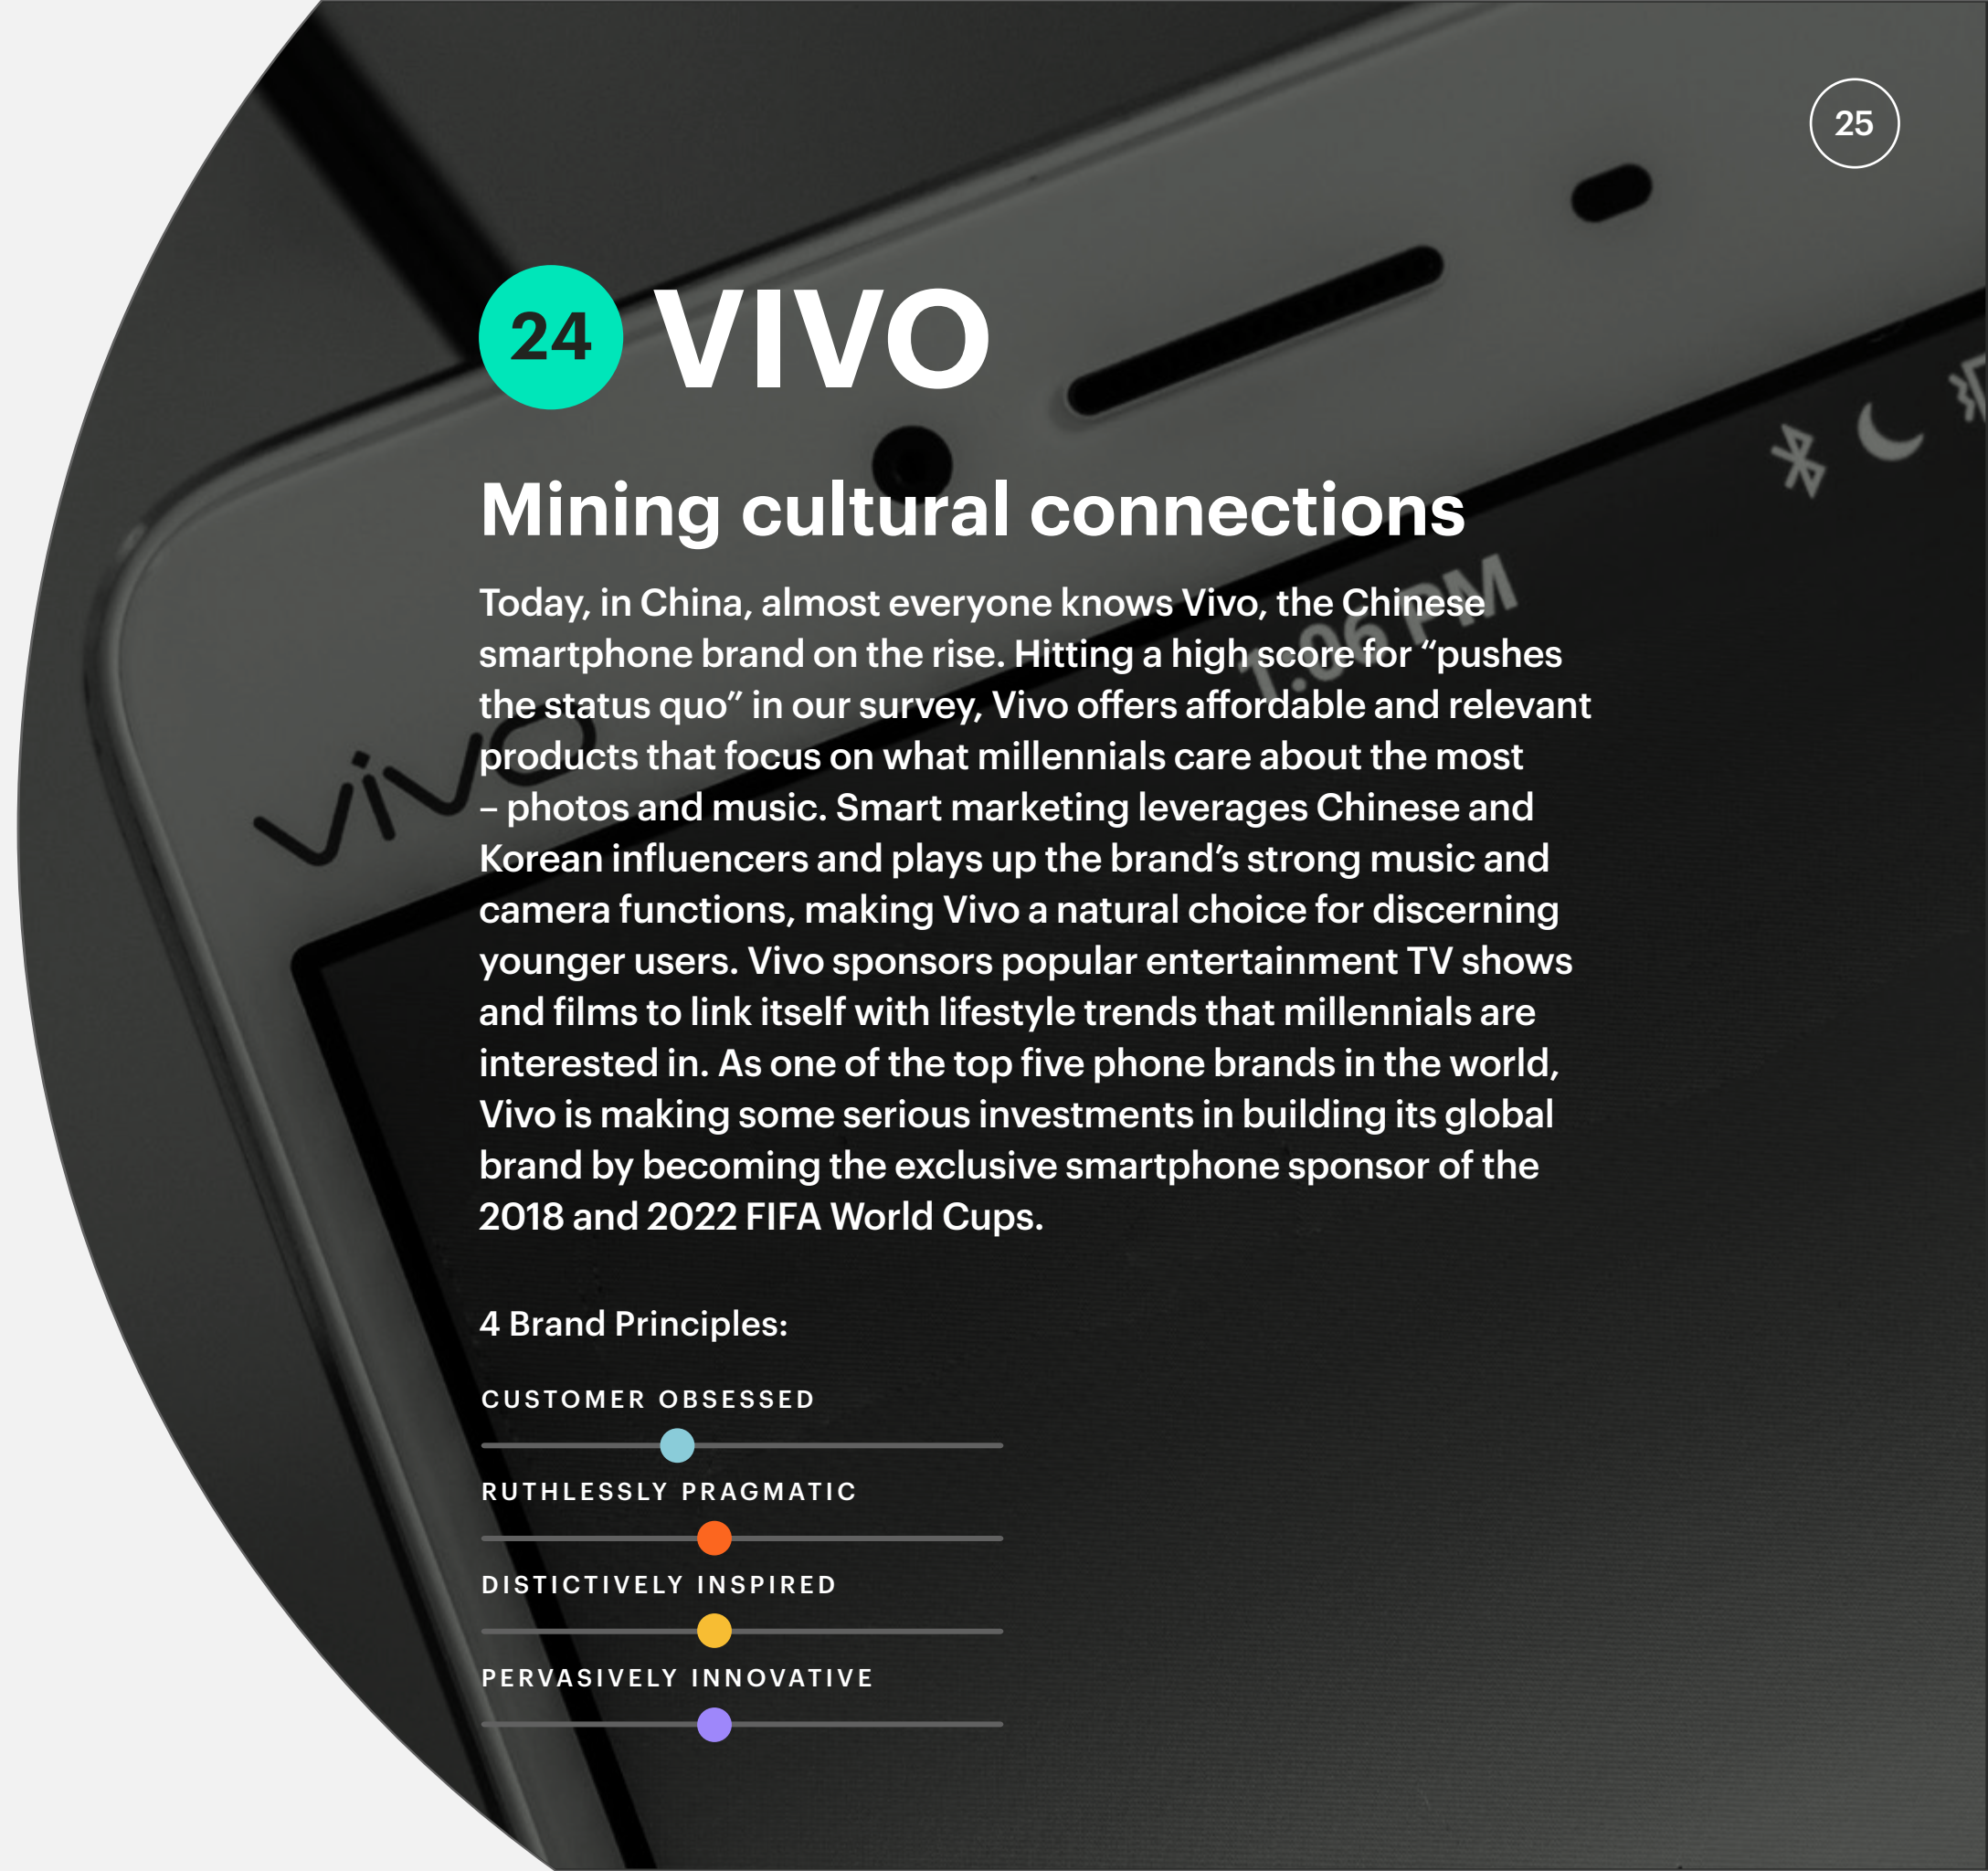 25
24 VIVO
Mining cultural connections
Today, in China, almost everyone knows Vivo, the Chinese
smartphone brand on the rise. Hitting a high score for “pushes
the status quo” in our survey, Vivo offers affordable and relevant
products that focus on what millennials care about the most
– photos and music. Smart marketing leverages Chinese and
Korean influencers and plays up the brand’s strong music and
camera functions, making Vivo a natural choice for discerning
younger users. Vivo sponsors popular entertainment TV shows
and films to link itself with lifestyle trends that millennials are
interested in. As one of the top five phone brands in the world,
Vivo is making some serious investments in building its global
brand by becoming the exclusive smartphone sponsor of the
2018 and 2022 FIFA World Cups.
4 Brand Principles:
CUSTOMER OBSESSED
RUTHLESSLY PRAGMATIC
DISTICTIVELY INSPIRED
PERVASIVELY INNOVATIVE
vivo
1:06 PM